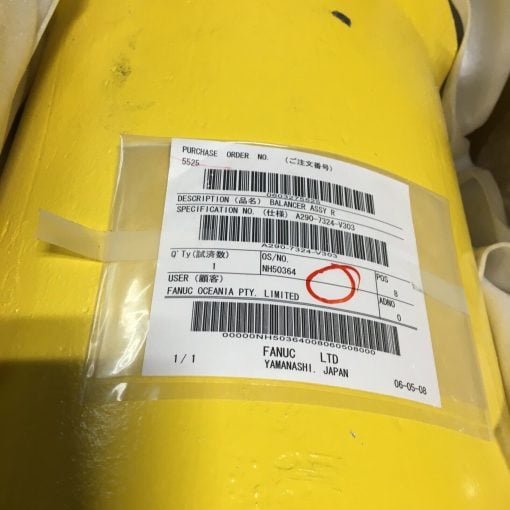 PURCHASE ORDER NO. (ご注文番号)
5525
0603275525
DESCRIPTION (品名) BALANCER ASSY R
SPECIFICATION NO. (仕様) A290-7324-V303
A290-7324-V303
Q'Ty(試済数) OS/NO. POS
1 NH50364 B
USER (顧客) ADNO
FANUC OCEANIA PTY. LIMITED 0
00000NH50364008060508000
1/1 FANUC LTD
YAMANASHI. JAPAN 06-05-08